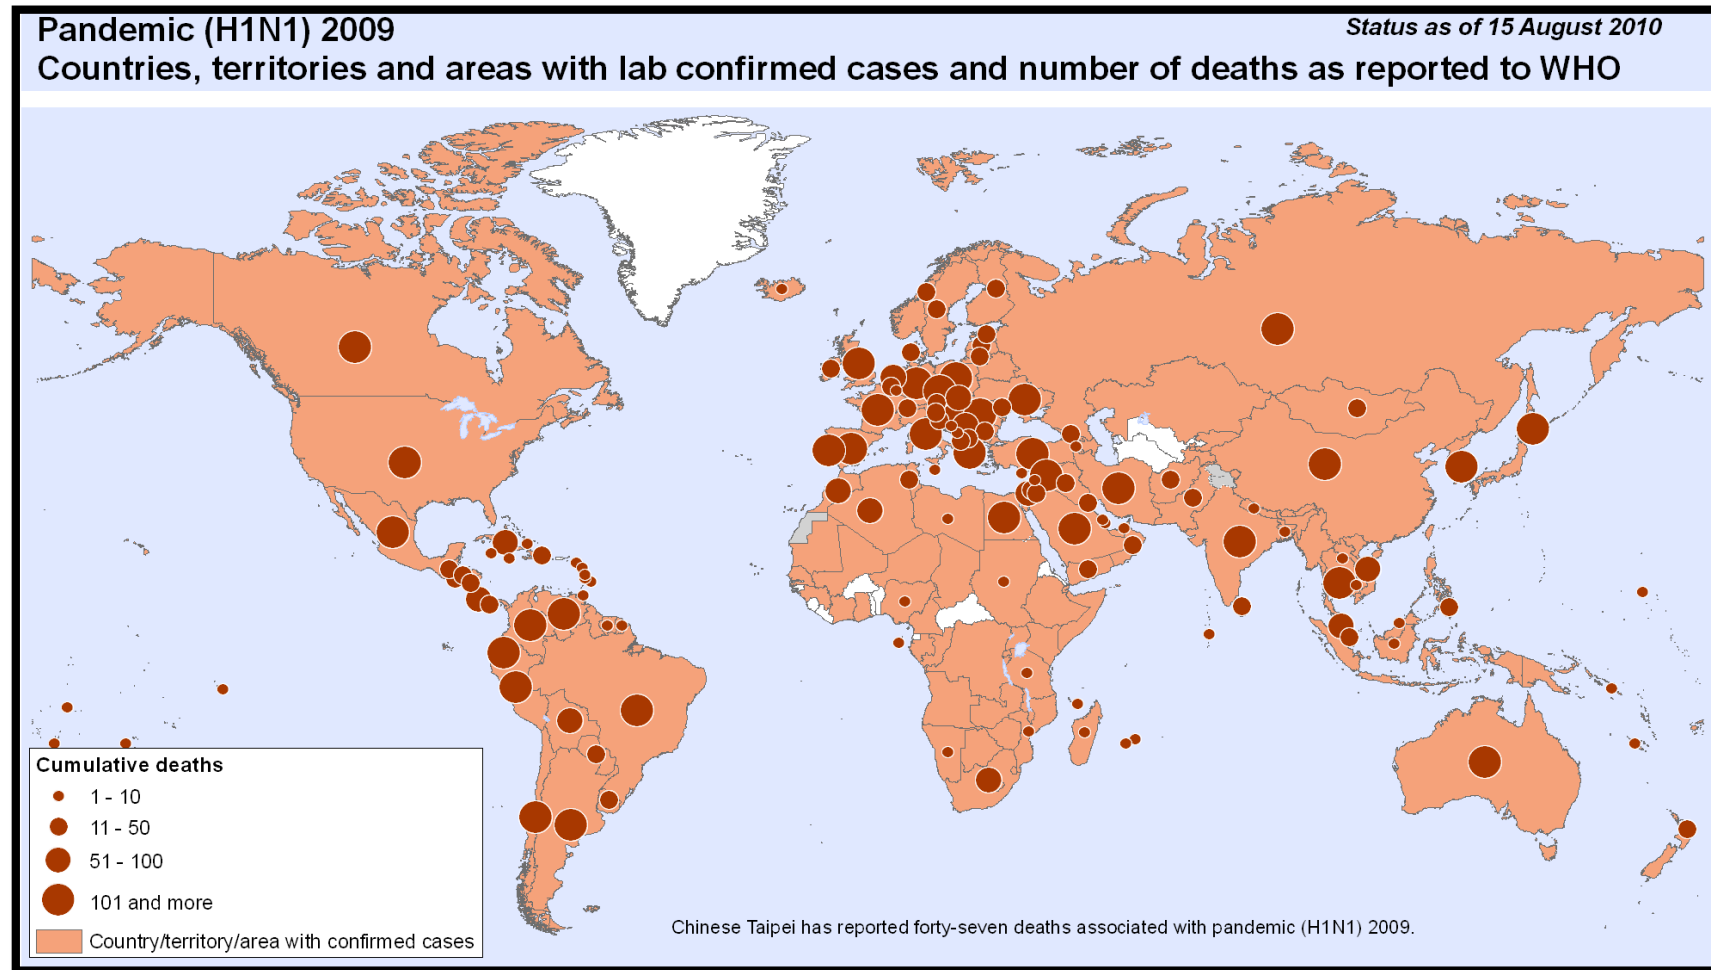 Pandemic (H1N1) 2009
Status as of 15 August 2010
Countries, territories and areas with lab confirmed cases and number of deaths as reported to WHO
Cumulative deaths
1 - 10
11 - 50
51 - 100
101 and more
Country/territory/area with confirmed cases
Chinese Taipei has reported forty-seven deaths associated with pandemic (H1N1) 2009.